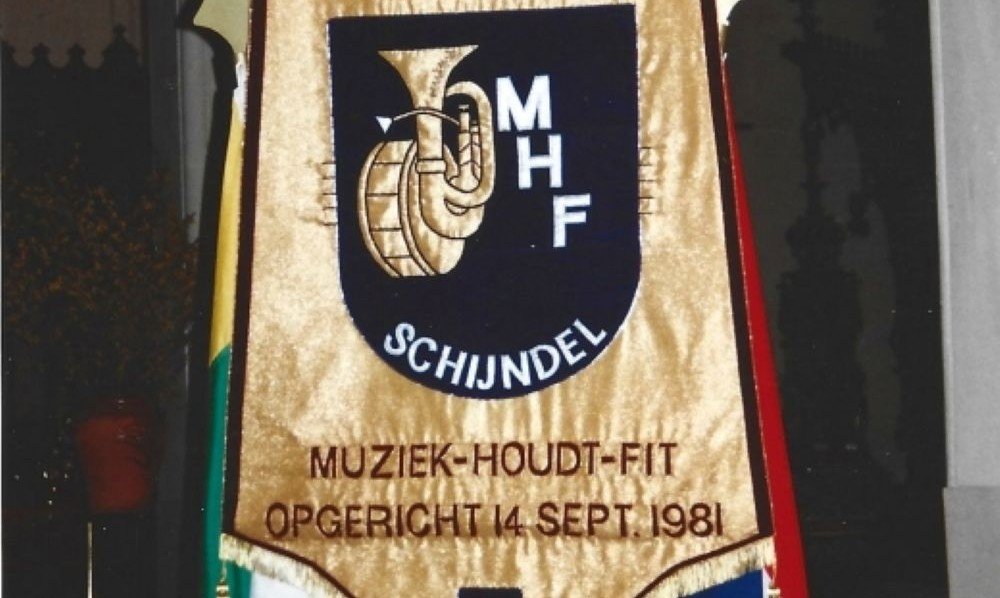 M
H
F
SCHIJNDEL
MUZIEK-HOUDT-FIT
OPGERICHT 14 SEPT. 1981